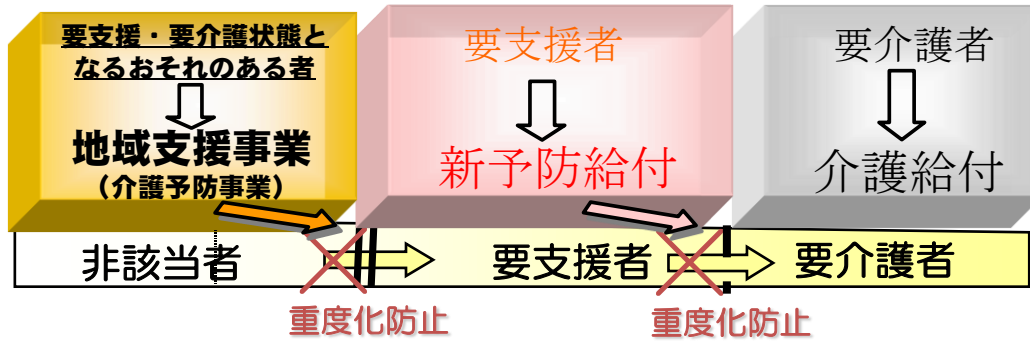 要支援・要介護状態と
なるおそれのある者
地域支援事業
（介護予防事業）
要支援者
新予防給付
要介護者
介護給付
非該当者
要支援者
要介護者
重度化防止
重度化防止